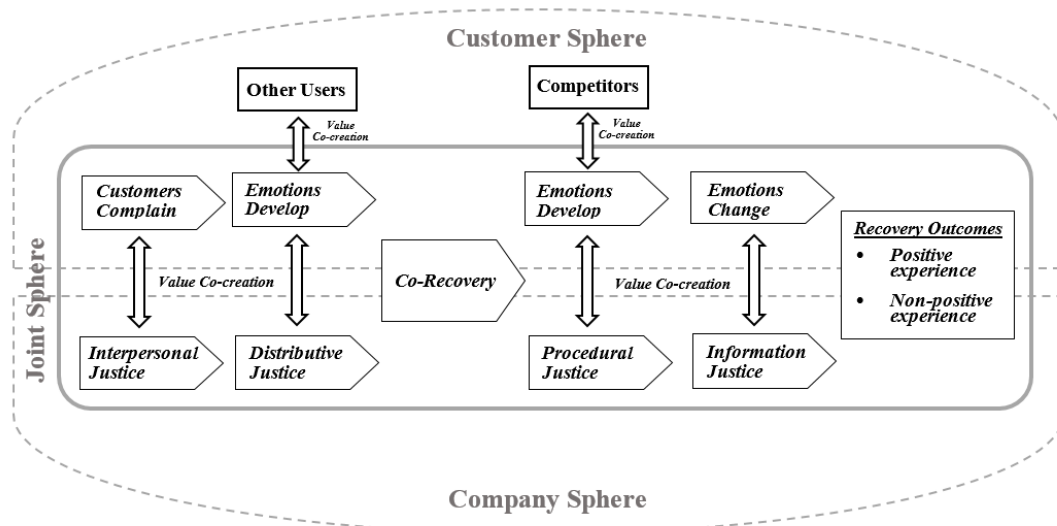 Customer Sphere
Other Users
Competitors
Value
Co-creation
Value
Co-creation
Customers
Complain
Emotions
Develop
Emotions
Develop
Emotions
Change
Recovery Outcomes
• Positive
experience
• Non-positive
experience
Joint Sphere
Value Co-creation
Co-Recovery
Value Co-creation
Interpersonal
Justice
Distributive
Justice
Procedural
Justice
Information
Justice
Company Sphere